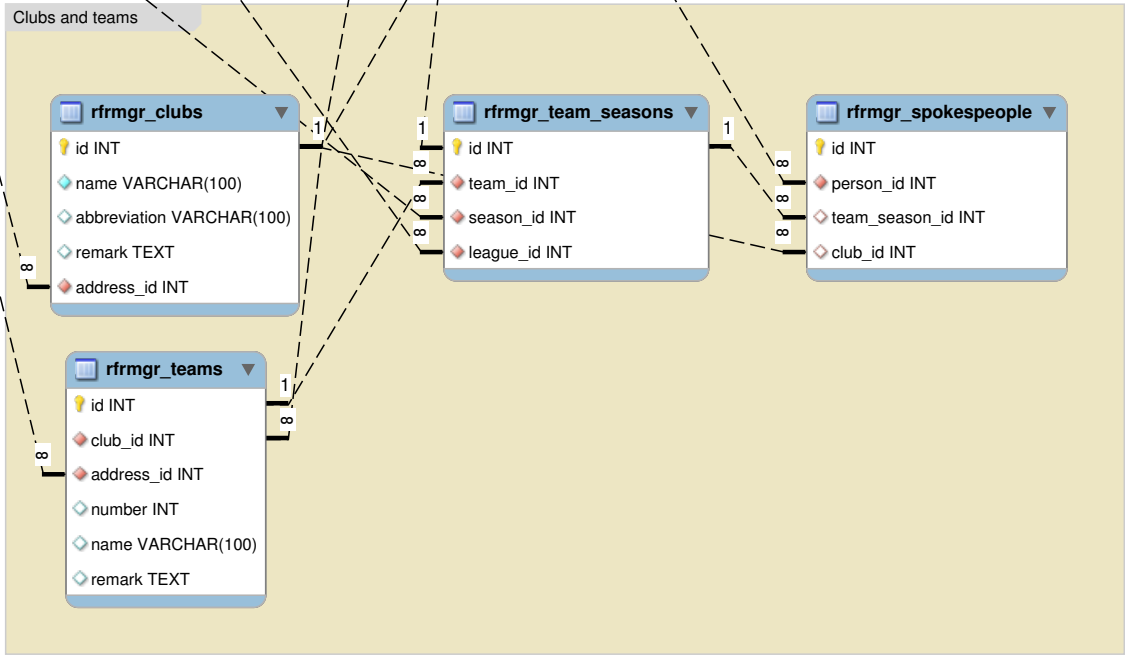 Clubs and teams
rfrmgr_clubs
id INT
name VARCHAR(100)
abbreviation VARCHAR(100)
remark TEXT
address_id INT
rfrmgr_team_seasons
id INT
team_id INT
season_id INT
league_id INT
rfrmgr_spokespeople
id INT
person_id INT
team_season_id INT
club_id INT
rfrmgr_teams
id INT
club_id INT
address_id INT
number INT
name VARCHAR(100)
remark TEXT
1
1
1
1
∞
∞
∞
∞
∞
∞
∞
∞
∞